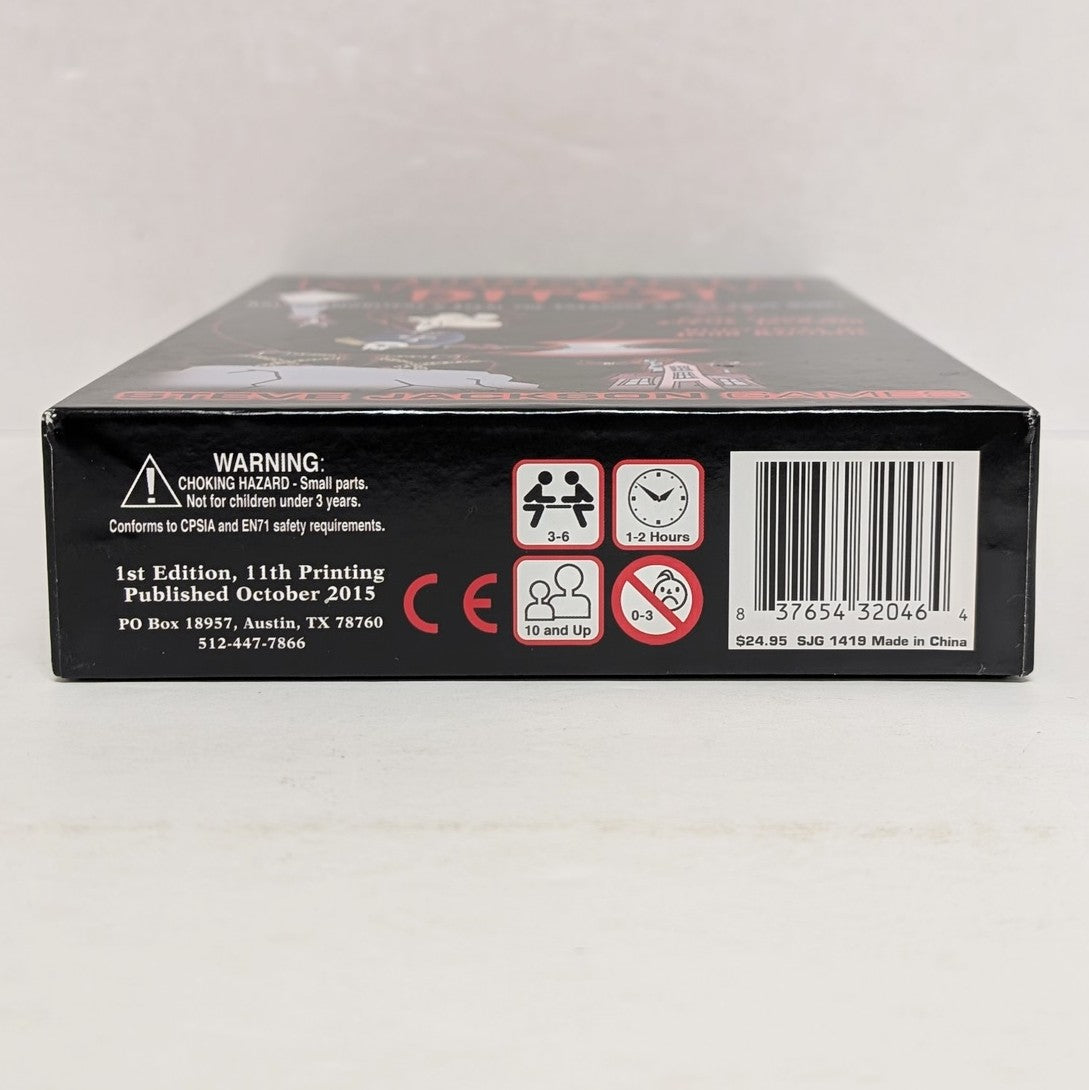 STEVE JACKSON GAMES
WARNING:
CHOKING HAZARD - Small parts.
Not for children under 3 years.
Conforms to CPSIA and EN71 safety requirements.
1st Edition, 11th Printing
Published October 2015
PO Box 18957, Austin, TX 78760
512-447-7866
CE
3-6
1-2 Hours
10 and Up
0-3
8 37654 32046 4
$24.95 SJG 1419 Made in China